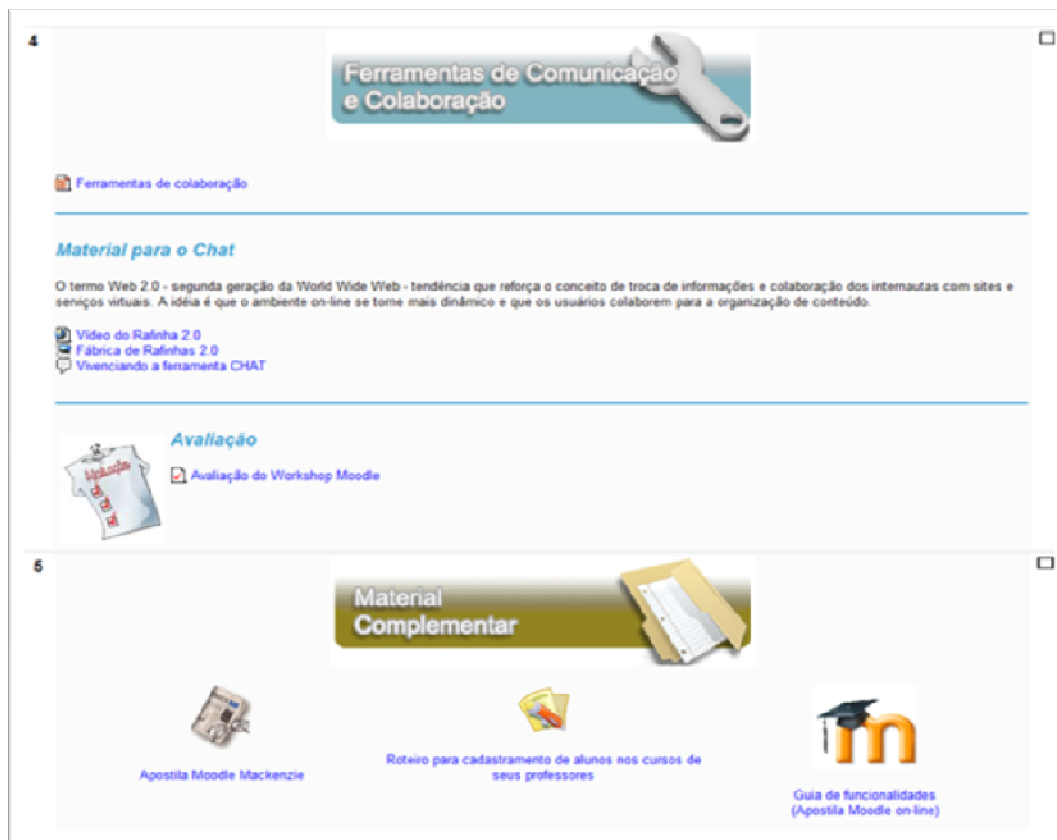 4
Ferramentas de Comunicação
e Colaboração
Ferramentas de colaboração
Material para o Chat
O termo Web 2.0 - segunda geração da World Wide Web - tendência que reforça o conceito de troca de informações e colaboração dos internautas com sites e
serviços virtuais. A idéia é que o ambiente on-line se torne mais dinâmico e que os usuários colaborem para a organização de conteúdo.
Vídeo do Rafinha 2.0
Fábrica de Rafinhas 2.0
Vivenciando a ferramenta CHAT
Avaliação
Avaliação do Workshop Moodle
5
Material
Complementar
Apostila Moodle Mackenzie
Roteiro para cadastramento de alunos nos cursos de
seus professores
m
Guia de funcionalidades
(Apostila Moodle on-line)